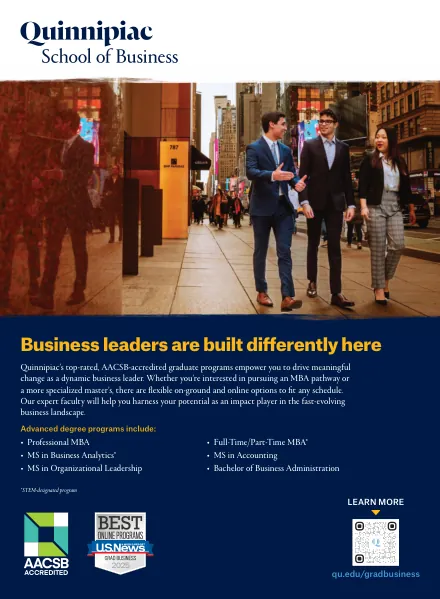 Quinnipiac
School of Business
787
Business leaders are built differently here
Quinnipiac's top-rated, AACSB-accredited graduate programs empower you to drive meaningful
change as a dynamic business leader. Whether you're interested in pursuing an MBA pathway or
a more specialized master's, there are flexible on-ground and online options to fit any schedule.
Our expert faculty will help you harness your potential as an impact player in the fast-evolving
business landscape.
Advanced degree programs include:
• Professional MBA
• MS in Business Analytics*
• MS in Organizational Leadership
• Full-Time/Part-Time MBA*
• MS in Accounting
• Bachelor of Business Administration
*STEM-designated program
AACSB
ACCREDITED
BEST
ONLINE PROGRAMS
U.S.News
GRAD BUSINESS
2025
LEARN MORE
qu.edu/gradbusiness